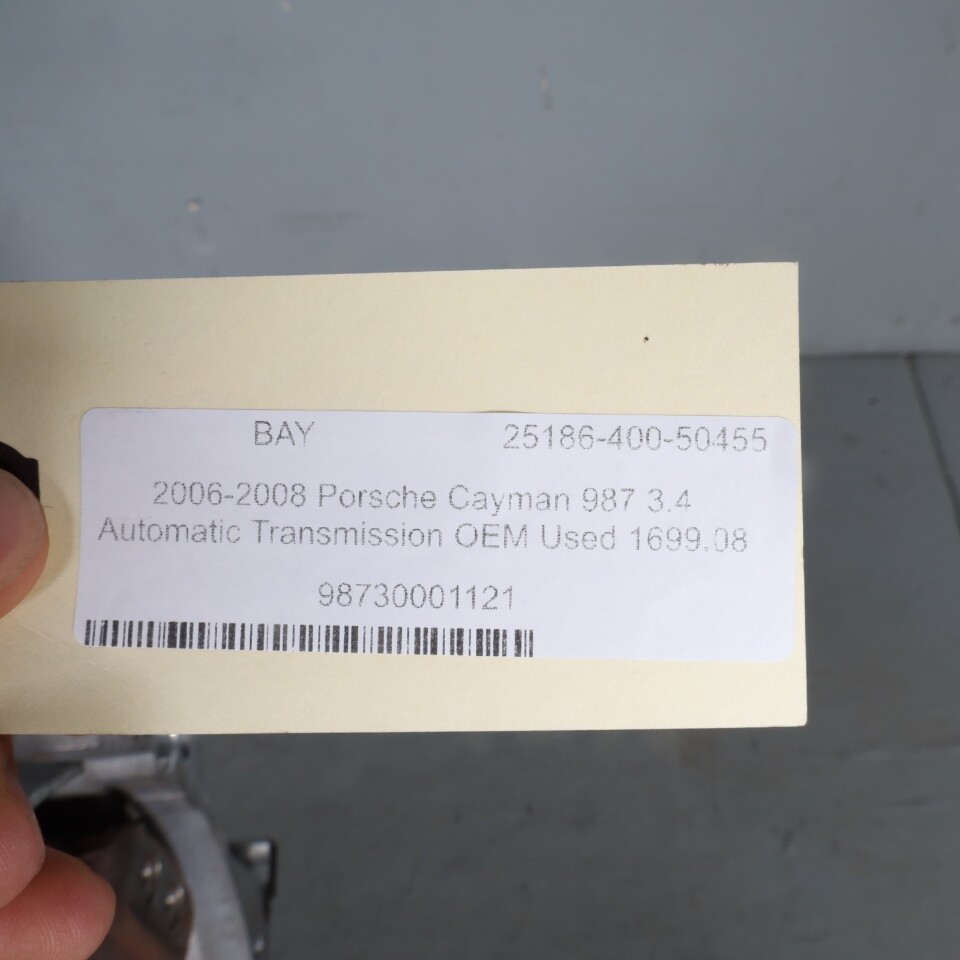 BAY 25186-400-50455
2006-2008 Porsche Cayman 987 3.4
Automatic Transmission OEM Used 1699.08
98730001121